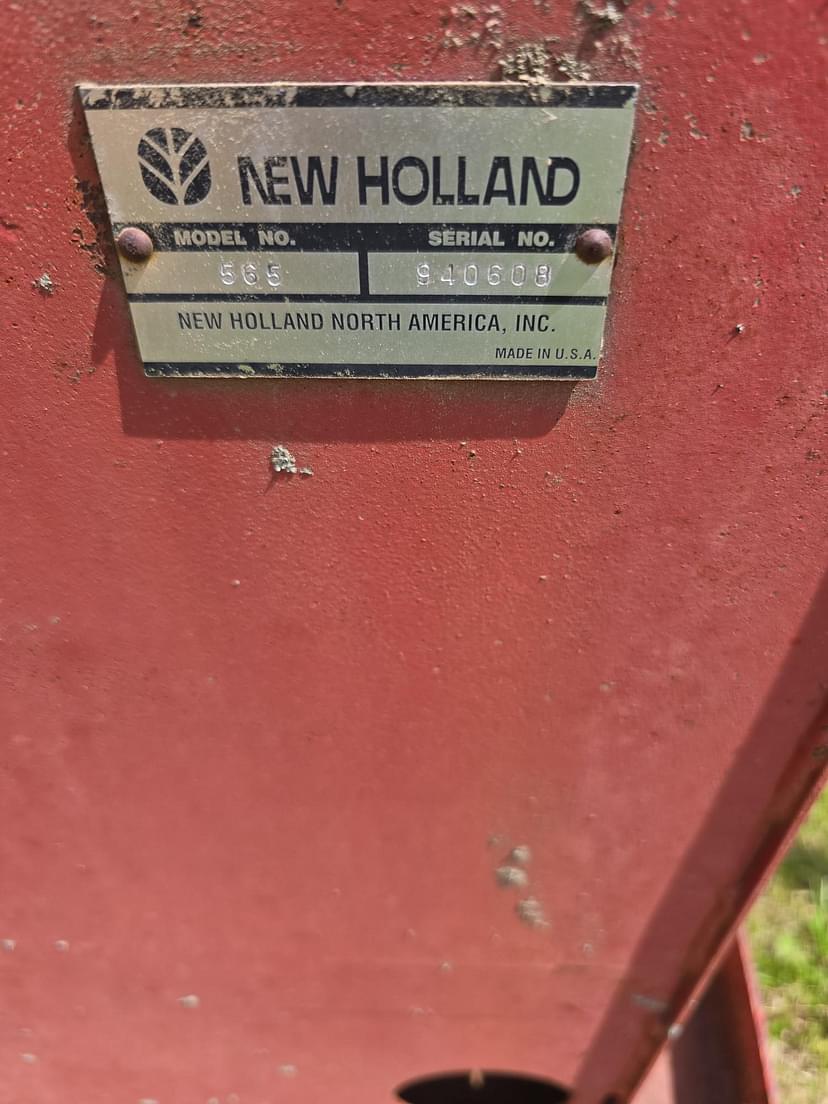 NEW HOLLAND
MODEL NO. SERIAL NO.
565 940608
NEW HOLLAND NORTH AMERICA, INC.
MADE IN U.S.A.